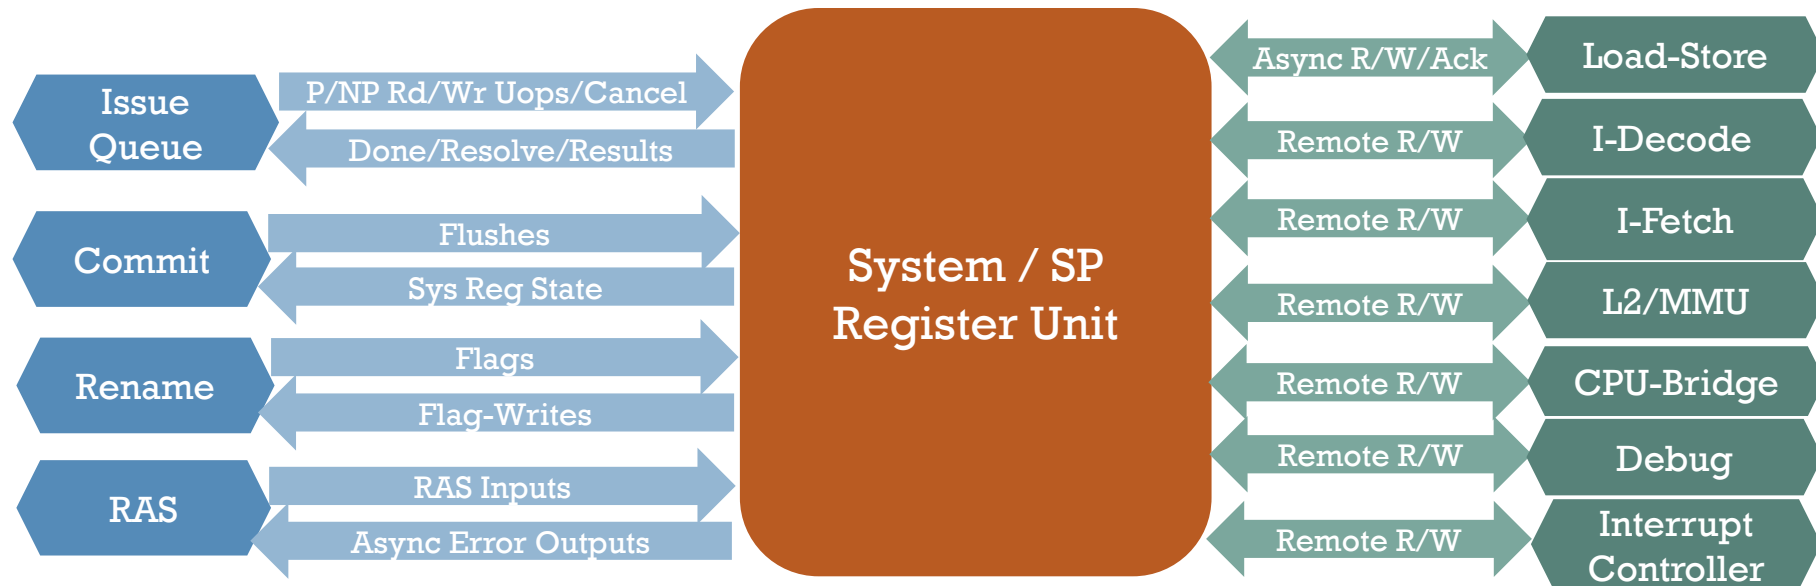 Issue
Queue
P/NP Rd/Wr Uops/Cancel
Done/Resolve/Results
Commit
Flushes
Sys Reg State
Rename
Flags
Flag-Writes
RAS
RAS Inputs
Async Error Outputs
System / SP
Register Unit
Async R/W/Ack
Load-Store
Remote R/W
I-Decode
Remote R/W
I-Fetch
Remote R/W
L2/MMU
Remote R/W
CPU-Bridge
Remote R/W
Debug
Remote R/W
Interrupt
Controller